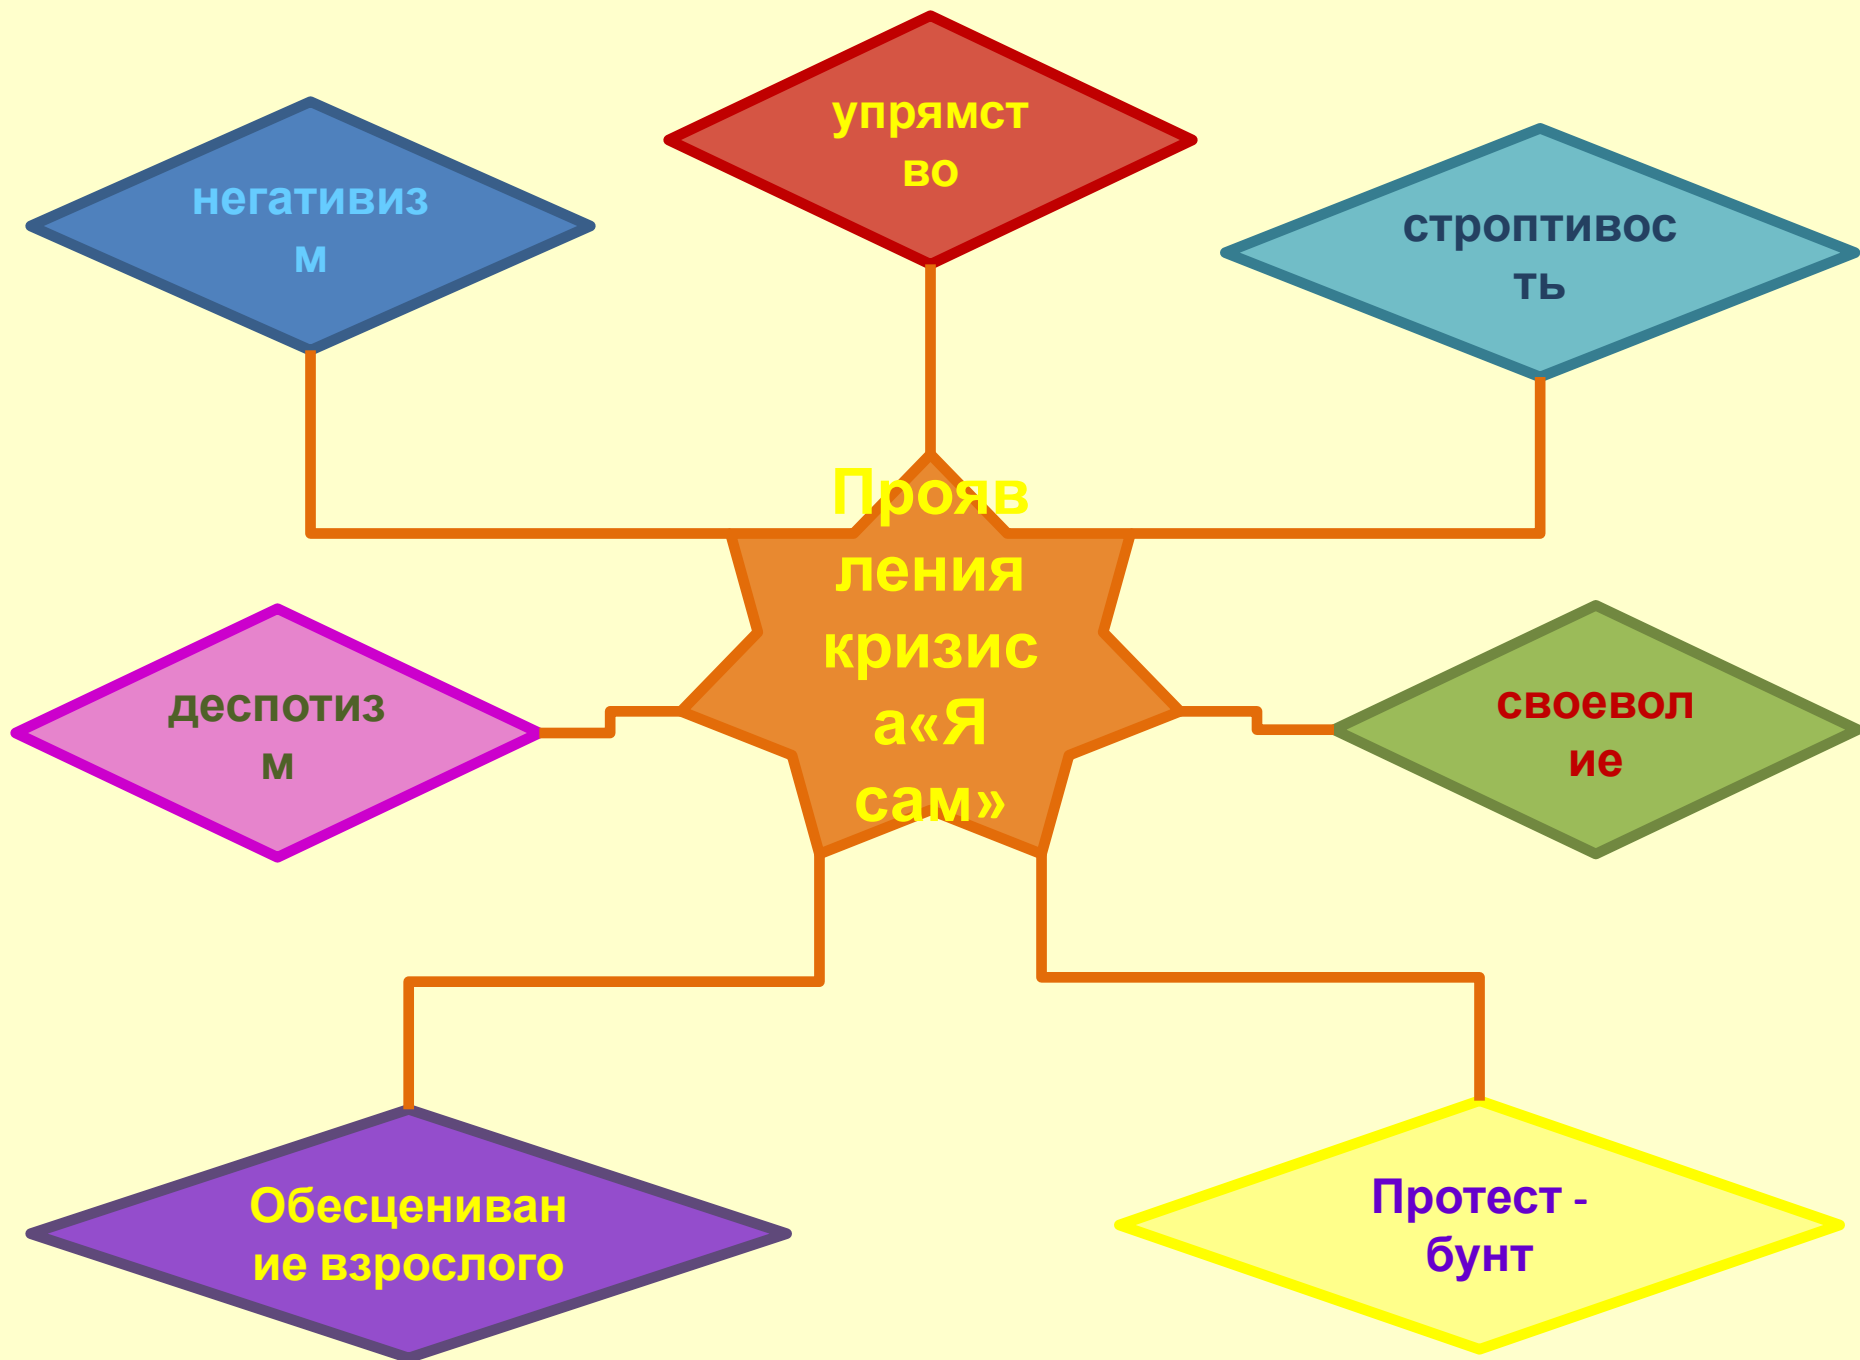 упрямст
во
негативиз
м
строптивос
ть
Прояв
ления
кризис
а«Я
сам»
деспотиз
м
своевол
ие
Обесцениван
ие взрослого
Протест -
бунт